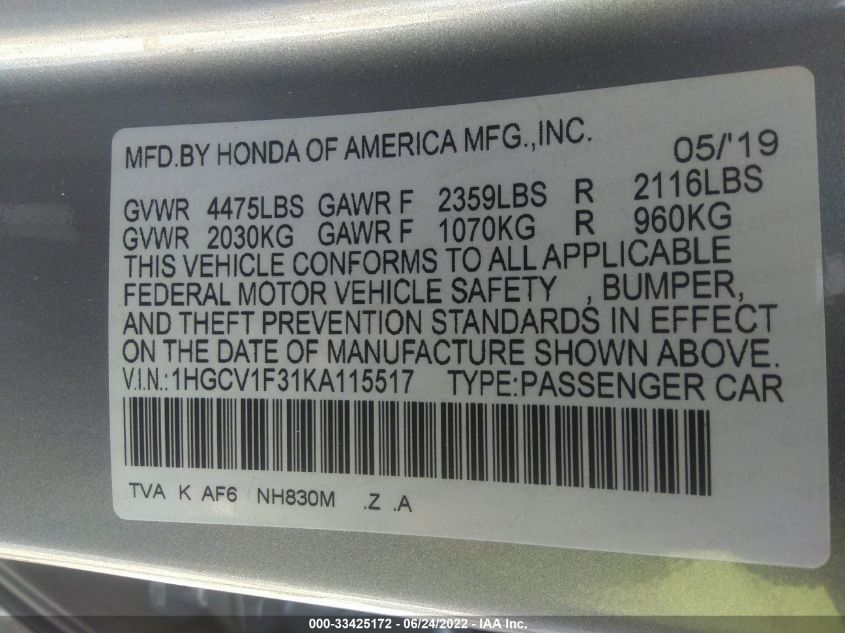 MFD.BY HONDA OF AMERICA MFG.,INC. 05/'19
GVWR 4475LBS GAWR F 2359LBS R 2116LBS
GVWR 2030KG GAWR F 1070KG R 960KG
THIS VEHICLE CONFORMS TO ALL APPLICABLE
FEDERAL MOTOR VEHICLE SAFETY , BUMPER,
AND THEFT PREVENTION STANDARDS IN EFFECT
ON THE DATE OF MANUFACTURE SHOWN ABOVE.
V.I.N.:1HGCV1F31KA115517 TYPE:PASSENGER CAR
TVA K AF6 NH830M .Z .A
000-33425172 - 06/24/2022 - IAA Inc.